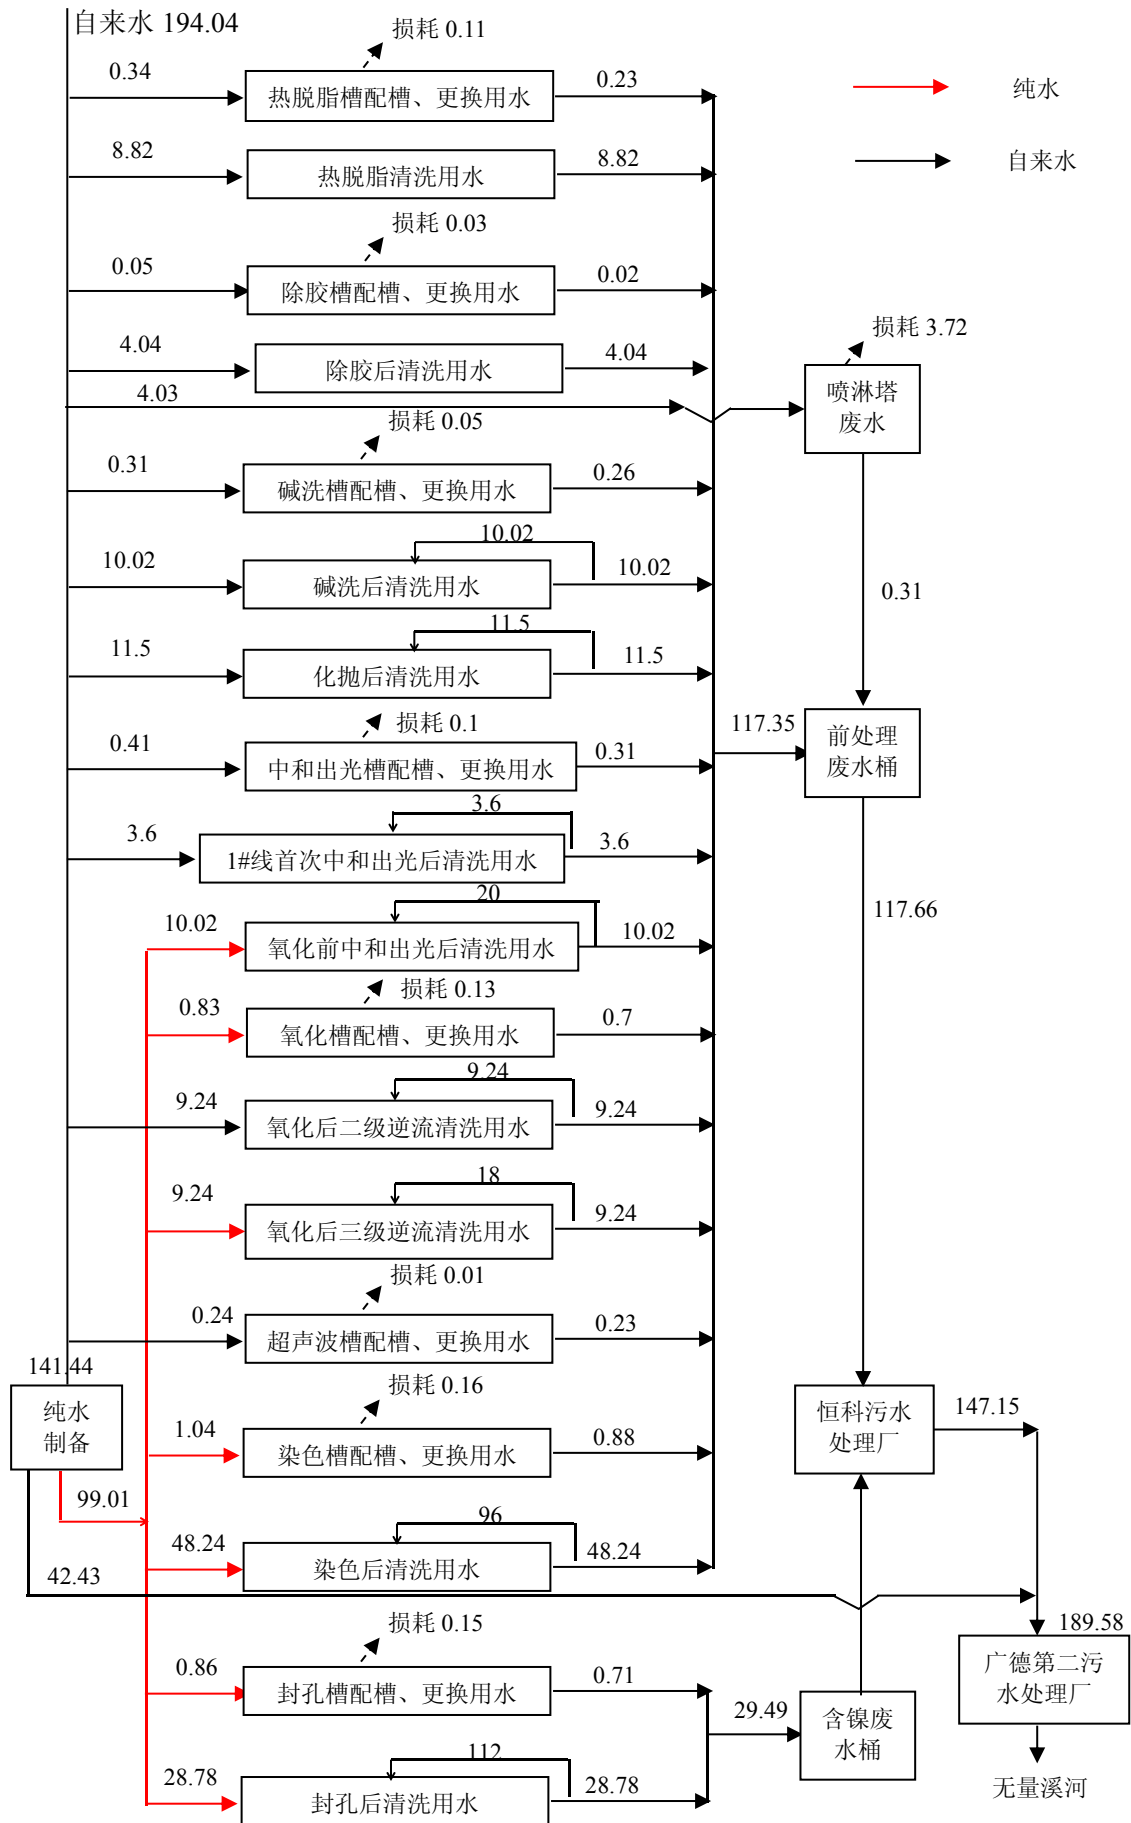 自来水 194.04
损耗 0.11
0.34
热脱脂槽配槽、更换用水
0.23
纯水
8.82
热脱脂清洗用水
8.82
自来水
损耗 0.03
0.05
除胶槽配槽、更换用水
0.02
损耗 3.72
4.04
除胶后清洗用水
4.04
4.03
喷淋塔
废水
损耗 0.05
0.31
碱洗槽配槽、更换用水
0.26
10.02
10.02
碱洗后清洗用水
10.02
0.31
11.5
11.5
化抛后清洗用水
11.5
损耗 0.1
0.41
中和出光槽配槽、更换用水
0.31
117.35
前处理
废水桶
3.6
3.6
1#线首次中和出光后清洗用水
3.6
20
10.02
氧化前中和出光后清洗用水
10.02
117.66
损耗 0.13
0.83
氧化槽配槽、更换用水
0.7
9.24
9.24
氧化后二级逆流清洗用水
9.24
18
9.24
氧化后三级逆流清洗用水
9.24
损耗 0.01
0.24
超声波槽配槽、更换用水
0.23
141.44
纯水
制备
损耗 0.16
1.04
染色槽配槽、更换用水
0.88
恒科污水
处理厂
147.15
99.01
96
48.24
染色后清洗用水
48.24
42.43
损耗 0.15
0.86
封孔槽配槽、更换用水
0.71
189.58
广德第二污
水处理厂
29.49
含镍废
水桶
112
28.78
封孔后清洗用水
28.78
无量溪河